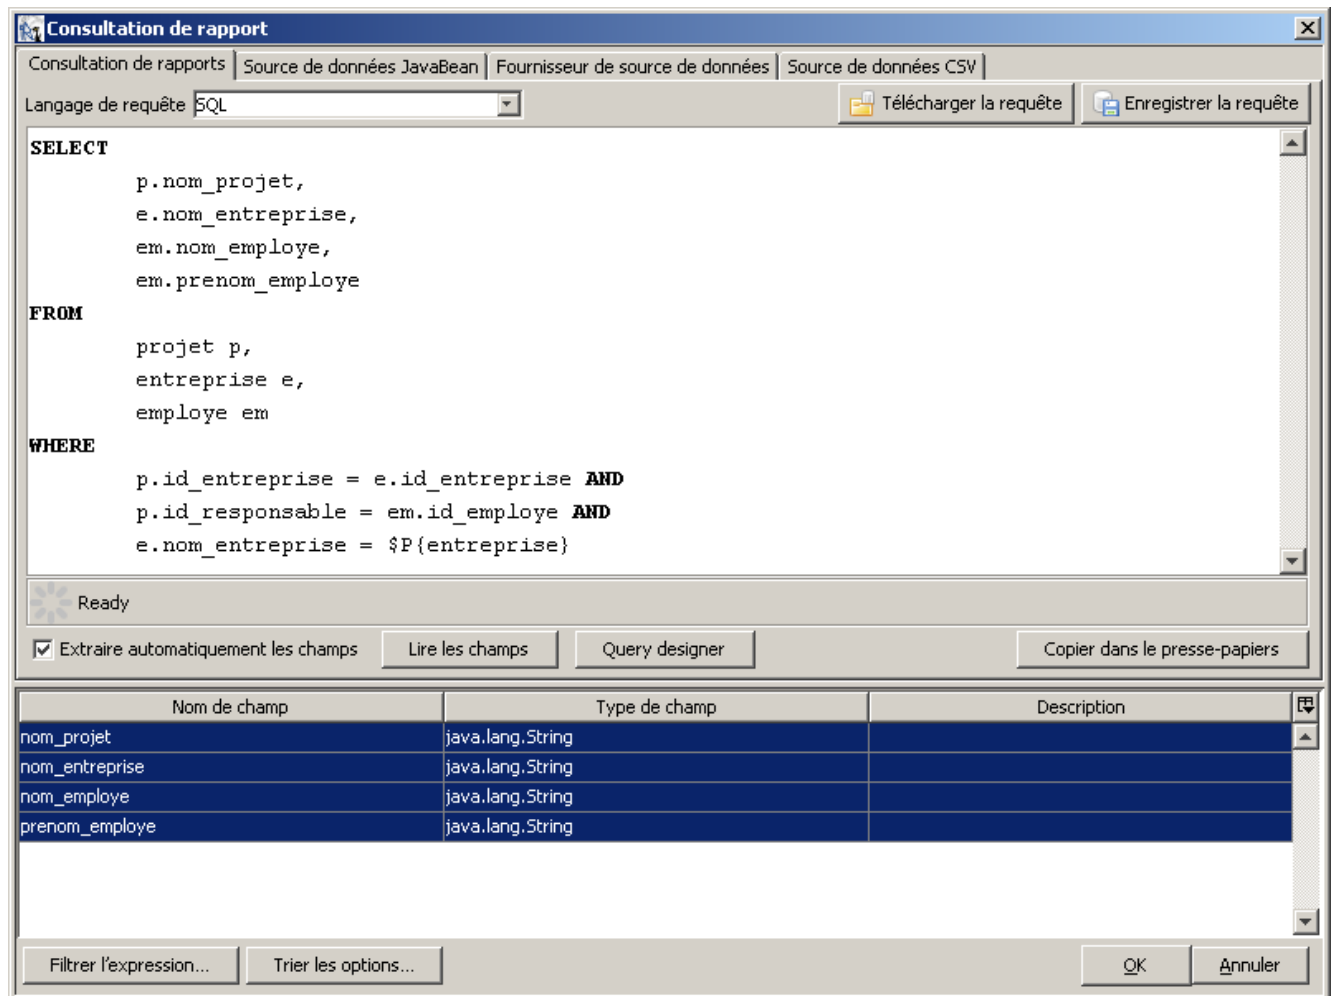 Consultation de rapport
Consultation de rapports Source de données JavaBean Fournisseur de source de données Source de données CSV
Langage de requête SQL Télécharger la requête Enregistrer la requête
SELECT
p.nom_projet,
e.nom_entreprise,
em.nom_employe,
em.prenom_employe
FROM
projet p,
entreprise e,
employe em
WHERE
p.id_entreprise = e.id_entreprise AND
p.id_responsable = em.id_employe AND
e.nom_entreprise = $P{entreprise}
Ready
Extraire automatiquement les champs Lire les champs Query designer Copier dans le presse-papiers
Nom de champ Type de champ Description
nom_projet java.lang.String
nom_entreprise java.lang.String
nom_employe java.lang.String
prenom_employe java.lang.String
Filtrer l'expression... Trier les options... OK Annuler